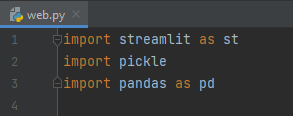 web.py
1 import streamlit as st
2 import pickle
3 import pandas as pd
4